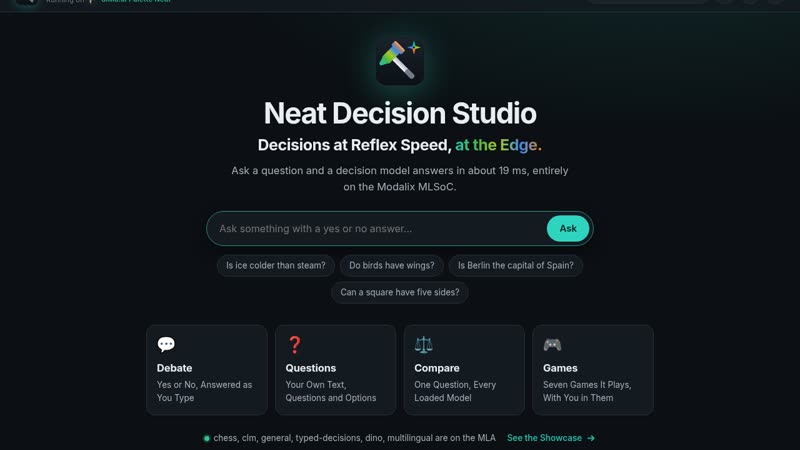 Neat Decision Studio
Decisions at Reflex Speed, at the Edge.
Ask a question and a decision model answers in about 19 ms, entirely
on the Modalix MLSoC.
Ask something with a yes or no answer...
Ask
Is ice colder than steam?
Do birds have wings?
Is Berlin the capital of Spain?
Can a square have five sides?
Debate
Yes or No, Answered as
You Type
Questions
Your Own Text,
Questions and Options
Compare
One Question, Every
Loaded Model
Games
Seven Games It Plays,
With You in Them
chess, clm, general, typed-decisions, dino, multilingual are on the MLA
See the Showcase →